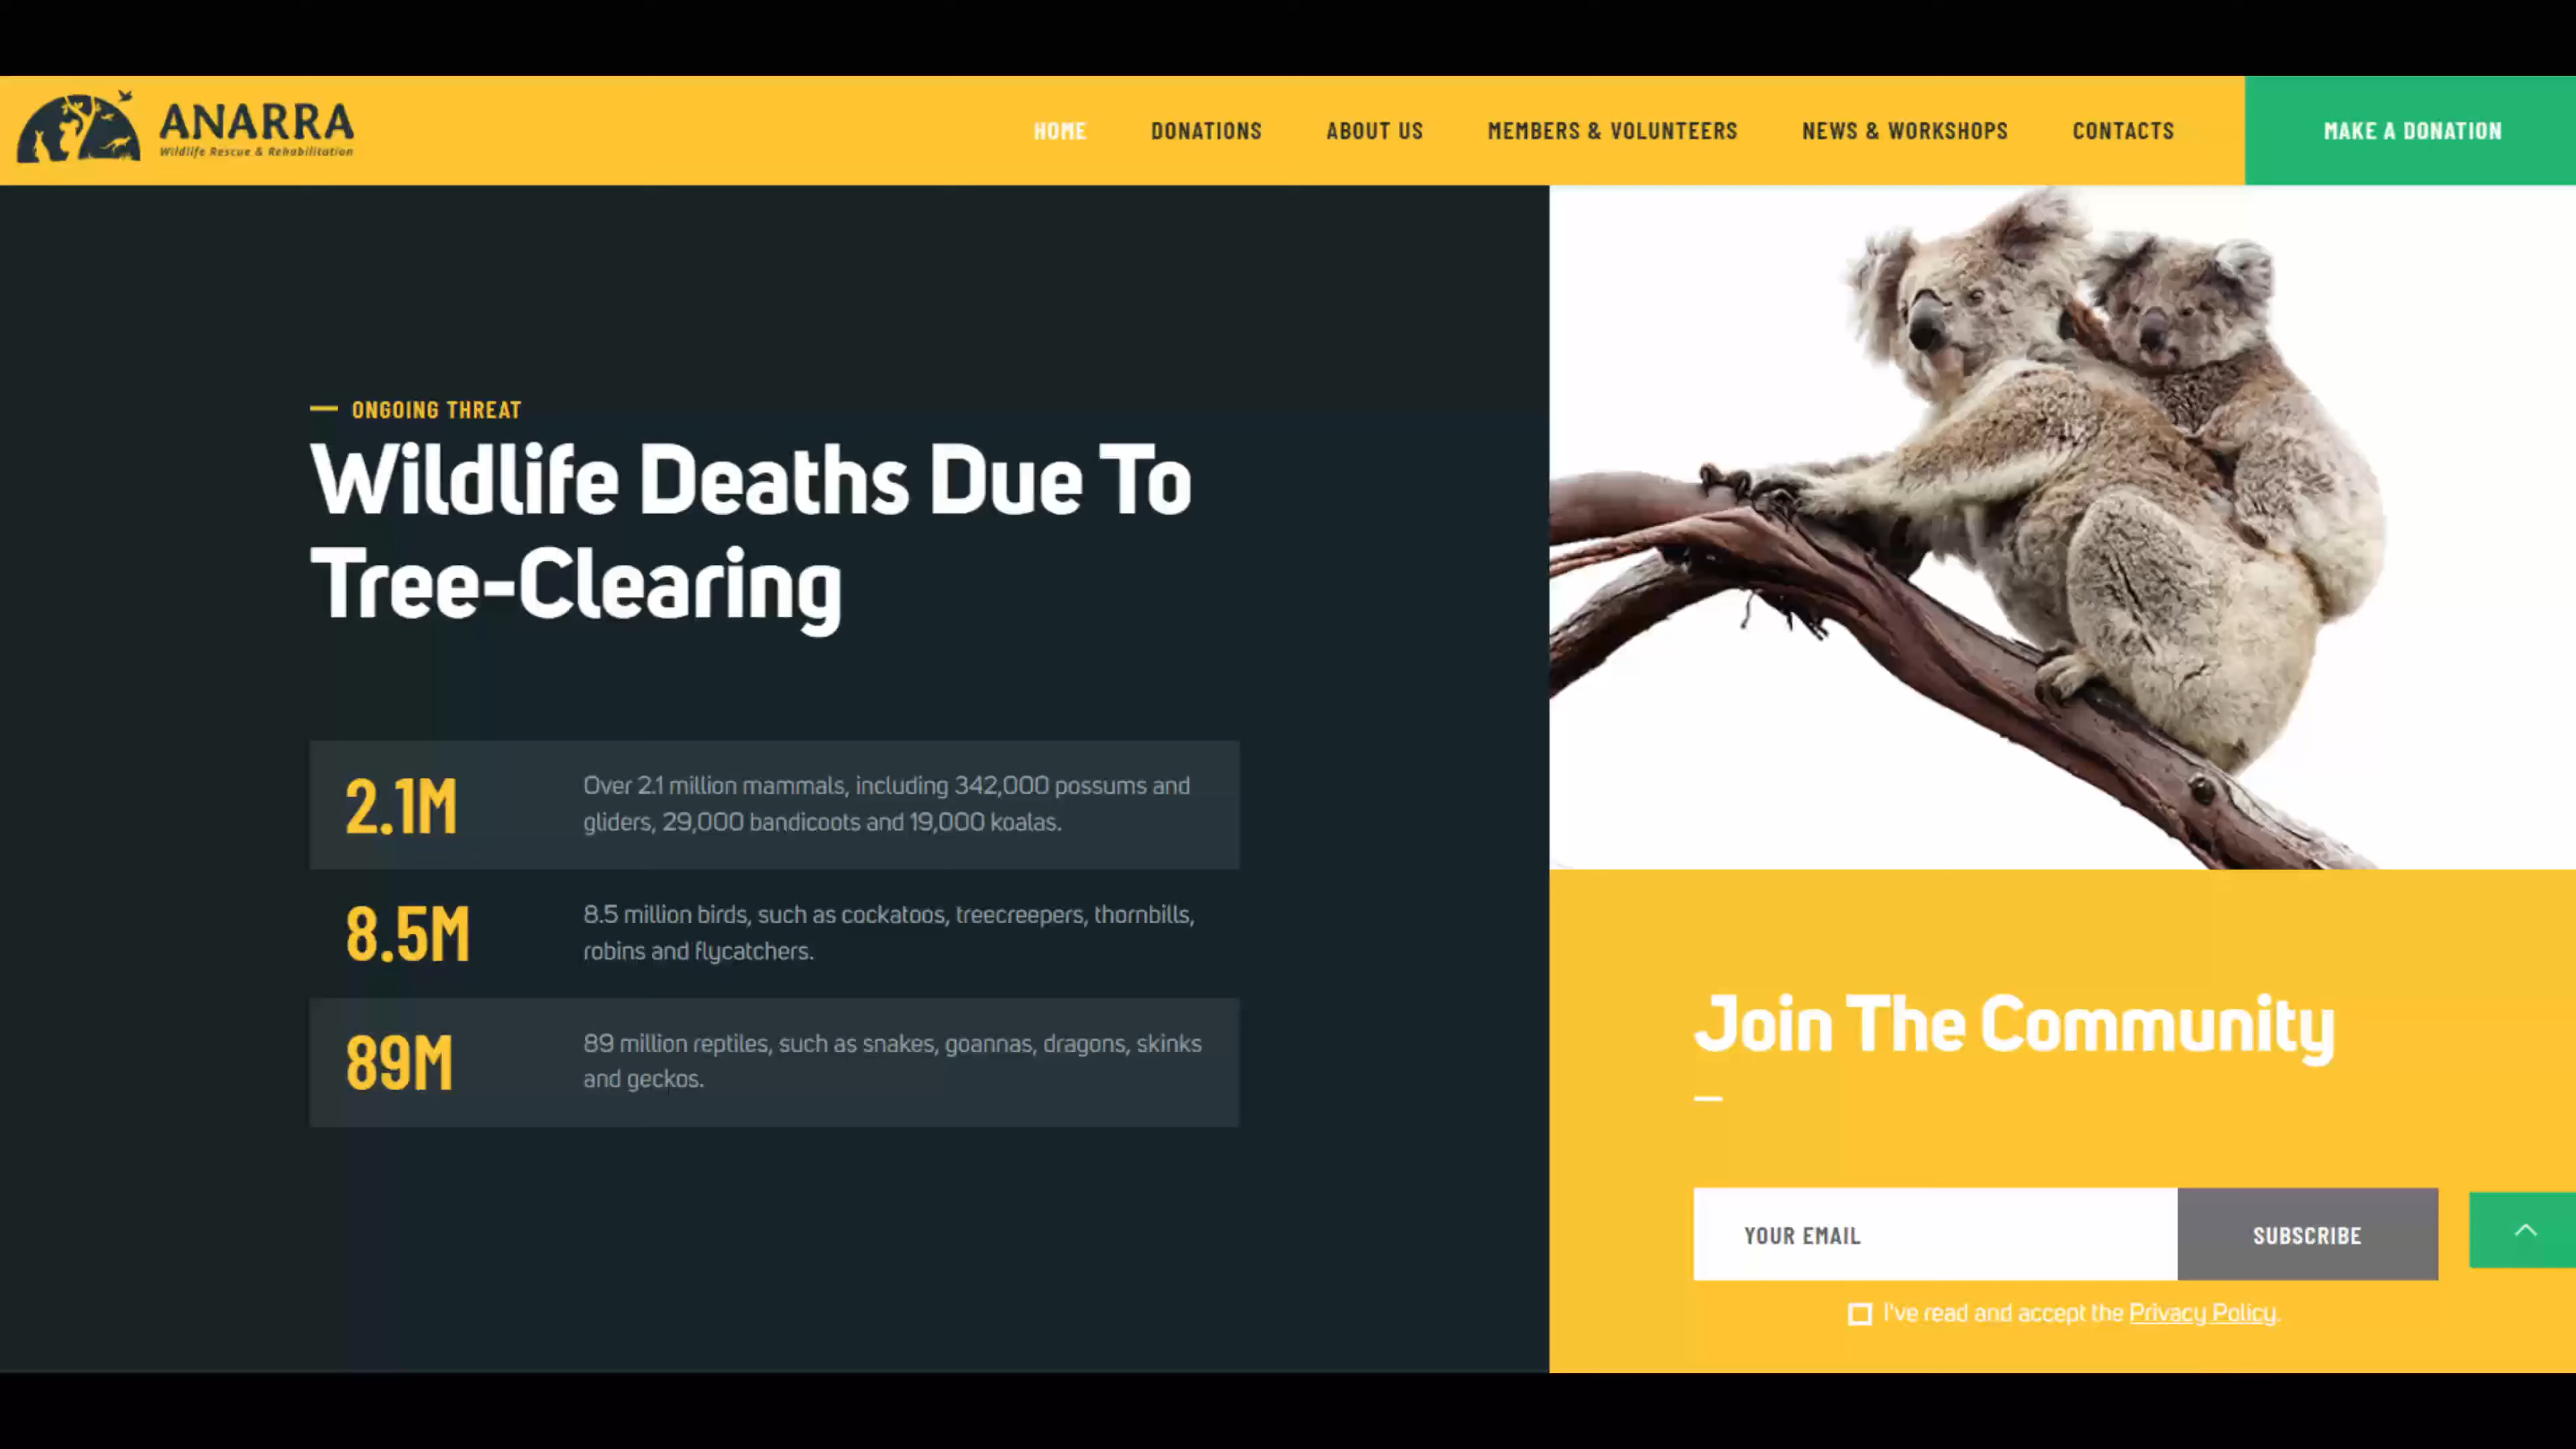 ANARRA
Wildlife Rescue & Rehabilitation
HOME
DONATIONS
ABOUT US
MEMBERS & VOLUNTEERS
NEWS & WORKSHOPS
CONTACTS
MAKE A DONATION
ONGOING THREAT
Wildlife Deaths Due To
Tree-Clearing
2.1M
Over 2.1 million mammals, including 342,000 possums and
gliders, 29,000 bandicoots and 19,000 koalas.
8.5M
8.5 million birds, such as cockatoos, treecreepers, thornbills,
robins and flycatchers.
89M
89 million reptiles, such as snakes, goannas, dragons, skinks
and geckos.
Join The Community
YOUR EMAIL
SUBSCRIBE
I've read and accept the Privacy Policy.